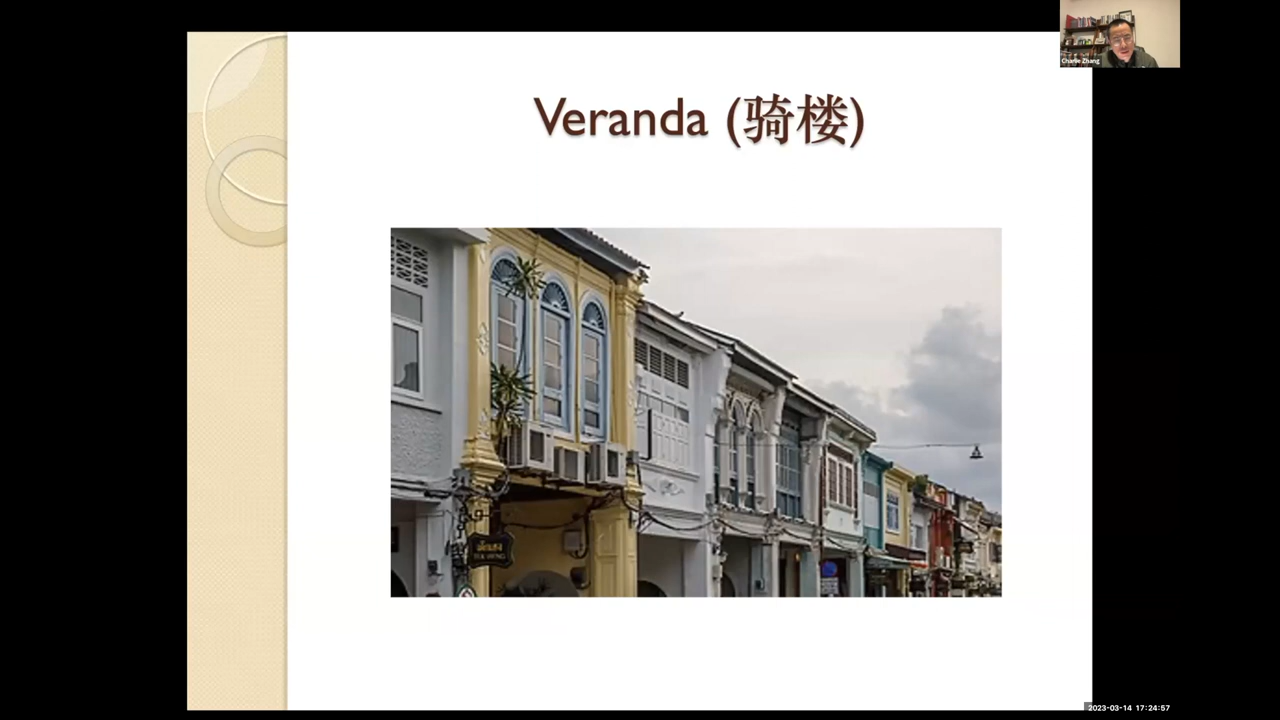 Veranda (骑楼)
Charlie Zhang
2023-03-14 17:24:57